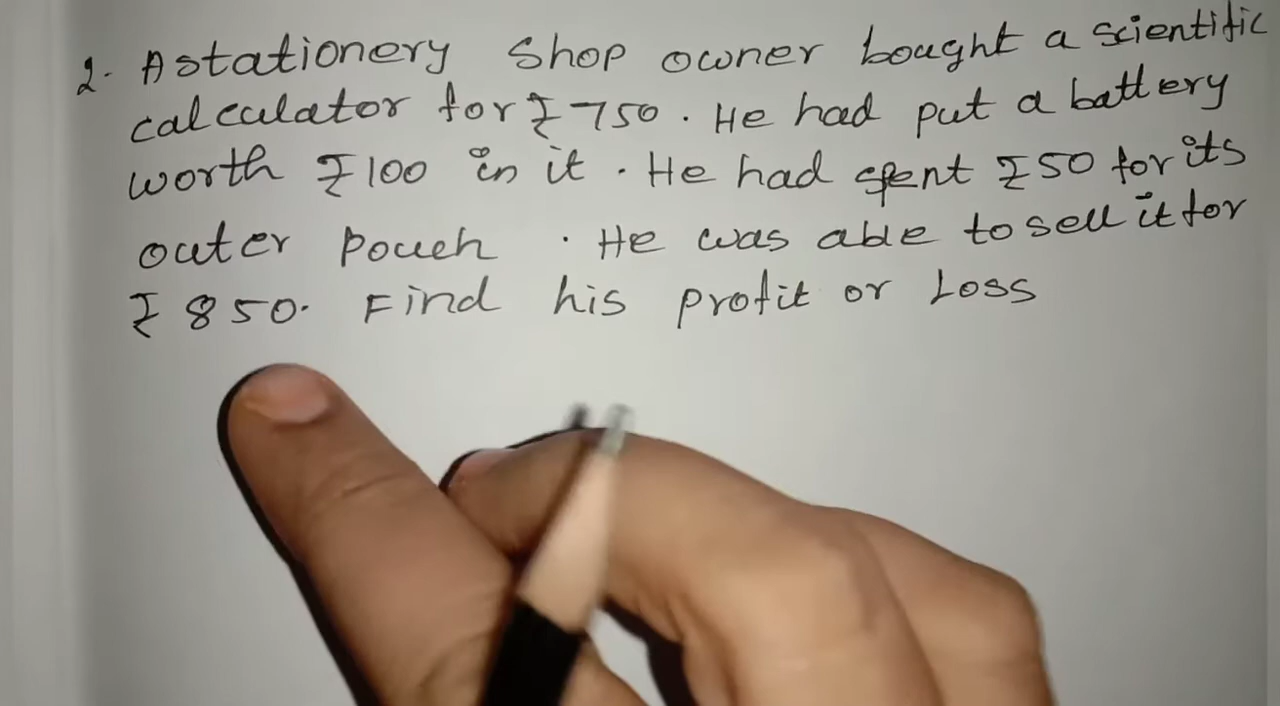 2. A stationery shop owner bought a scientific
calculator for ₹750. He had put a battery
worth ₹100 in it. He had spent ₹50 for its
outer pouch. He was able to sell it for
₹850. Find his profit or Loss